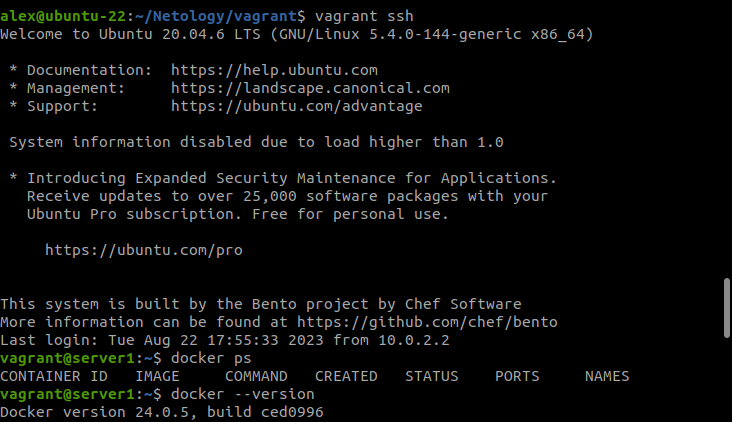 alex@ubuntu-22:~/Netology/vagrant$ vagrant ssh
Welcome to Ubuntu 20.04.6 LTS (GNU/Linux 5.4.0-144-generic x86_64)
* Documentation: https://help.ubuntu.com
* Management: https://landscape.canonical.com
* Support: https://ubuntu.com/advantage
System information disabled due to load higher than 1.0
* Introducing Expanded Security Maintenance for Applications.
Receive updates to over 25,000 software packages with your
Ubuntu Pro subscription. Free for personal use.
https://ubuntu.com/pro
This system is built by the Bento project by Chef Software
More information can be found at https://github.com/chef/bento
Last login: Tue Aug 22 17:55:33 2023 from 10.0.2.2
vagrant@server1:~$ docker ps
CONTAINER ID IMAGE COMMAND CREATED STATUS PORTS NAMES
vagrant@server1:~$ docker --version
Docker version 24.0.5, build ced0996